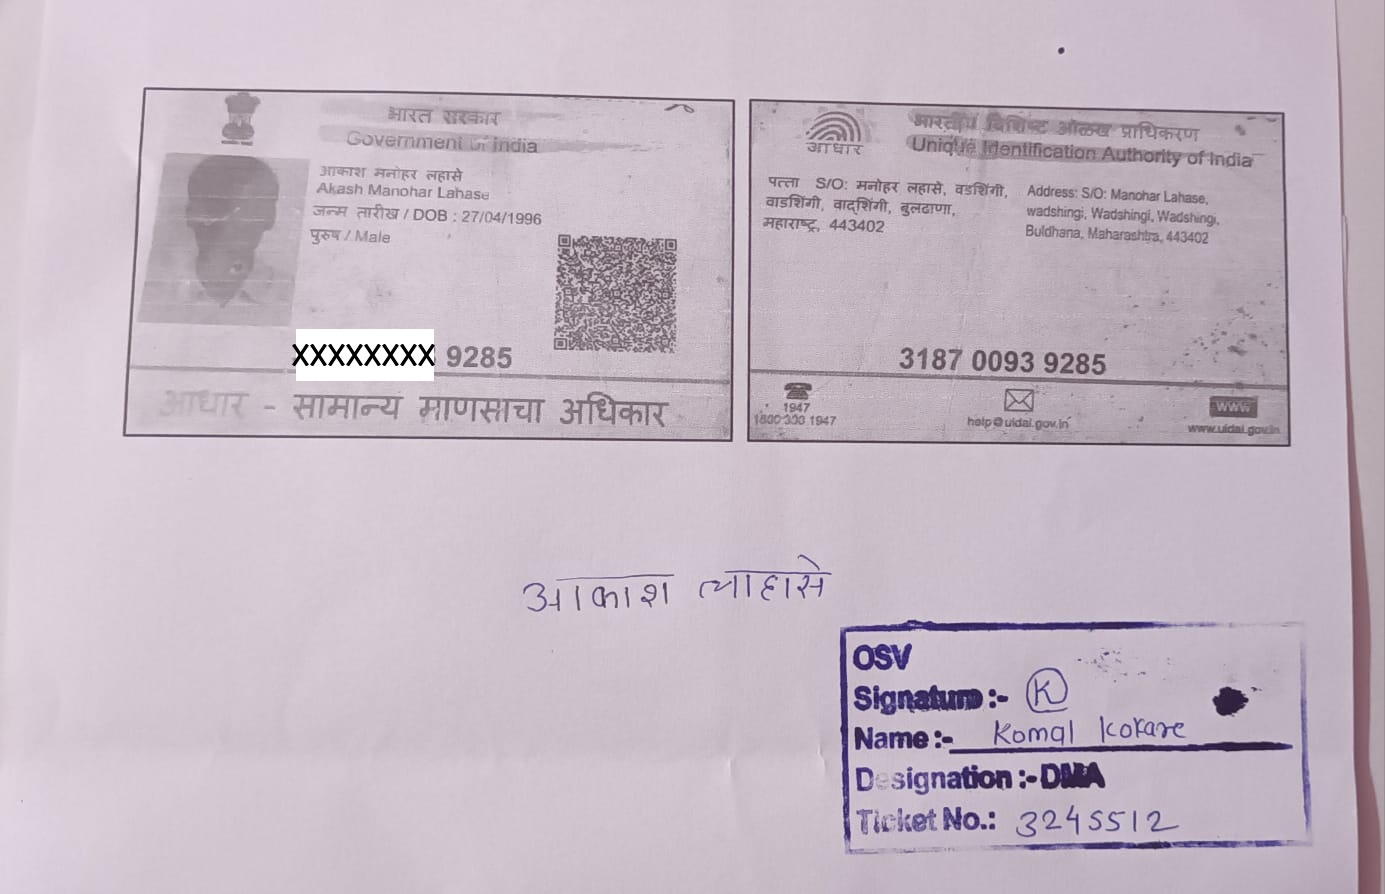 भारत सरकार
Government of India
आकाश मनोहर लहासे
Akash Manohar Lahase
जन्म तारीख / DOB : 27/04/1996
पुरुष / Male
XXXXXXXX 9285
आधार - सामान्य माणसाचा अधिकार
भारतीय विशिष्ट ओळख प्राधिकरण
Unique Identification Authority of India
आधार
पत्ता S/O: मनोहर लहासे, वडशिंगी,
वाडशिंगी, वाद्शिंगी, बुलढाणा,
महाराष्ट्र, 443402
Address: S/O: Manohar Lahase,
wadshingi, Wadshingi, Wadshingi,
Buldhana, Maharashtra, 443402
3187 0093 9285
1947
1947
help@uidai.gov.in
www
www.uidai.gov.in
आकाश ल्हासे
OSV
Signature :- K
Name :- Komal Kokare
Designation :- DMA
Ticket No.: 3245512